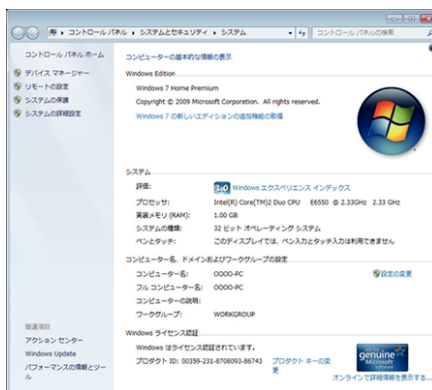 コントロール パネル ▸ システムとセキュリティ ▸ システム
コントロール パネルの検索
コントロール パネル ホーム
デバイス マネージャー
リモートの設定
システムの保護
システムの詳細設定
コンピューターの基本的な情報の表示
Windows Edition
Windows 7 Home Premium
Copyright © 2009 Microsoft Corporation. All rights reserved.
Windows 7 の新しいエディションの追加機能の取得
システム
評価: 1.0 Windows エクスペリエンス インデックス
プロセッサ: Intel(R) Core(TM)2 Duo CPU E6550 @ 2.33GHz 2.33 GHz
実装メモリ (RAM): 1.00 GB
システムの種類: 32 ビット オペレーティング システム
ペンとタッチ: このディスプレイでは、ペン入力とタッチ入力は利用できません
コンピューター名、ドメインおよびワークグループの設定
コンピューター名: OOOO-PC 設定の変更
フル コンピューター名: OOOO-PC
コンピューターの説明:
ワークグループ: WORKGROUP
Windows ライセンス認証
Windows はライセンス認証されています。
プロダクト ID: 00359-231-8708093-86743 プロダクト キーの変更
genuine
Microsoft
オンラインで詳細情報を表示する...
関連項目
アクション センター
Windows Update
パフォーマンスの情報とツール